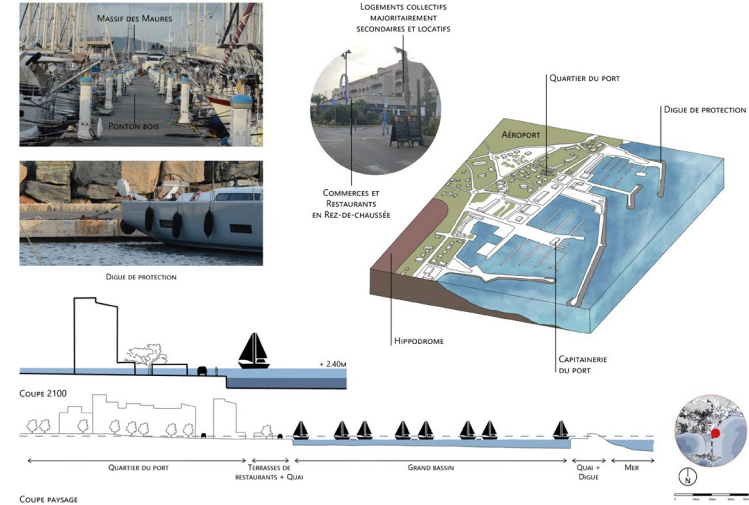 Massif des Maures
Ponton bois
Digue de protection
Logements collectifs
majoritairement
secondaires et locatifs
Commerces et
Restaurants
en Rez-de-chaussée
Quartier du port
Digue de protection
Aéroport
Hippodrome
Capitainerie
du port
+ 2.40m
Coupe 2100
Quartier du port
Terrasses de
restaurants + Quai
Grand bassin
Quai +
Digue
Mer
N
Coupe paysage